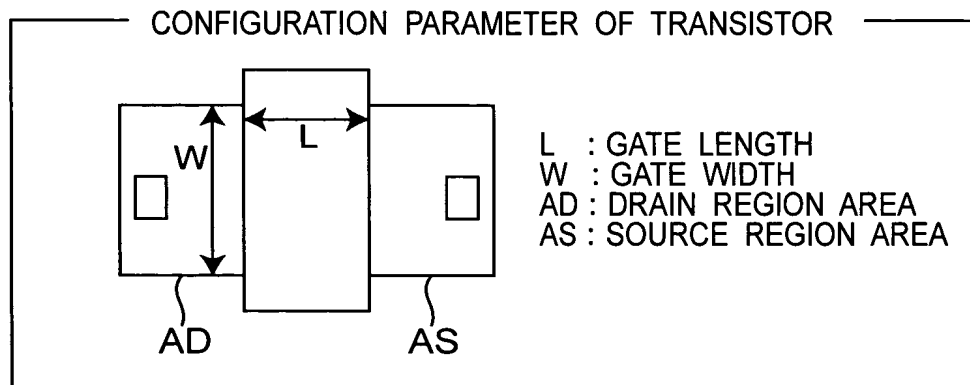 CONFIGURATION PARAMETER OF TRANSISTOR
W
L
AD
AS
L : GATE LENGTH
W : GATE WIDTH
AD : DRAIN REGION AREA
AS : SOURCE REGION AREA